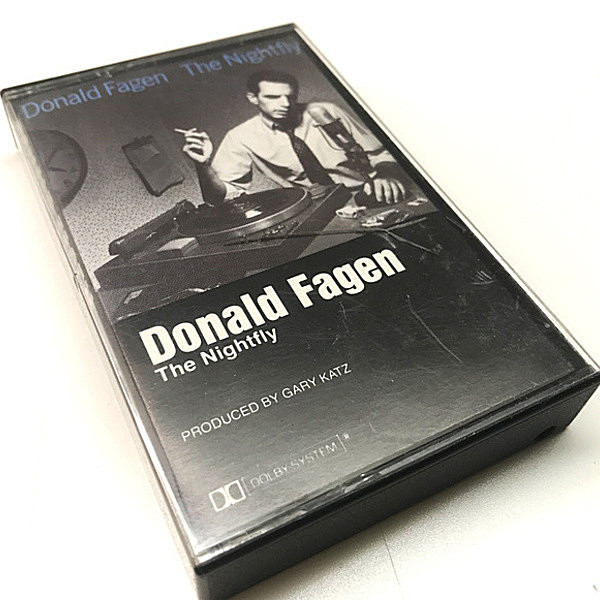 Donald Fagen The Nightfly
Donald Fagen
The Nightfly
PRODUCED BY GARY KATZ
DOLBY SYSTEM ®